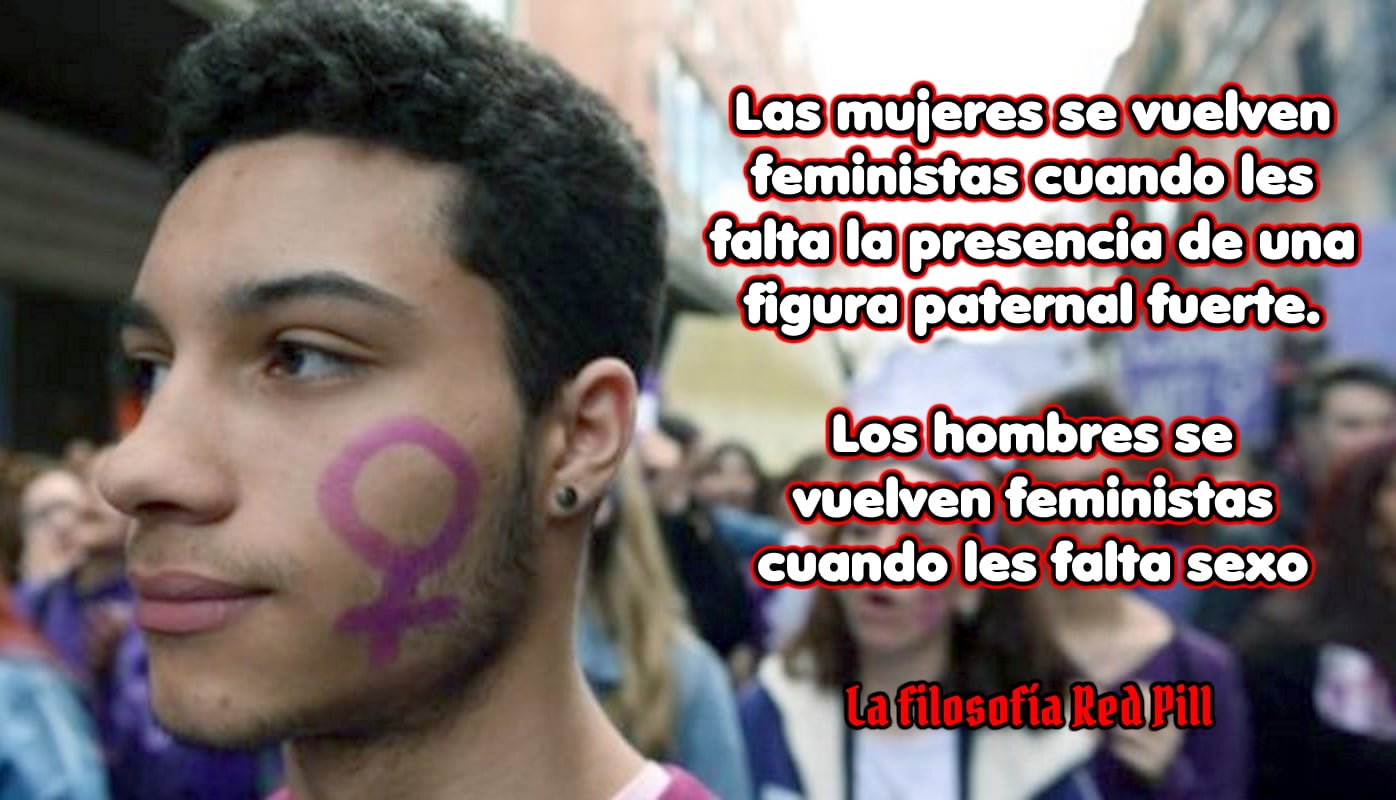 Las mujeres se vuelven
feministas cuando les
falta la presencia de una
figura paternal fuerte.
Los hombres se
vuelven feministas
cuando les falta sexo
La filosofía Red Pill